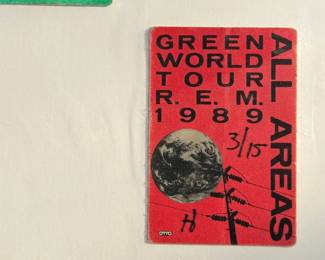 GREEN
WORLD
TOUR
R. E. M.
1989
ALL AREAS
3/15